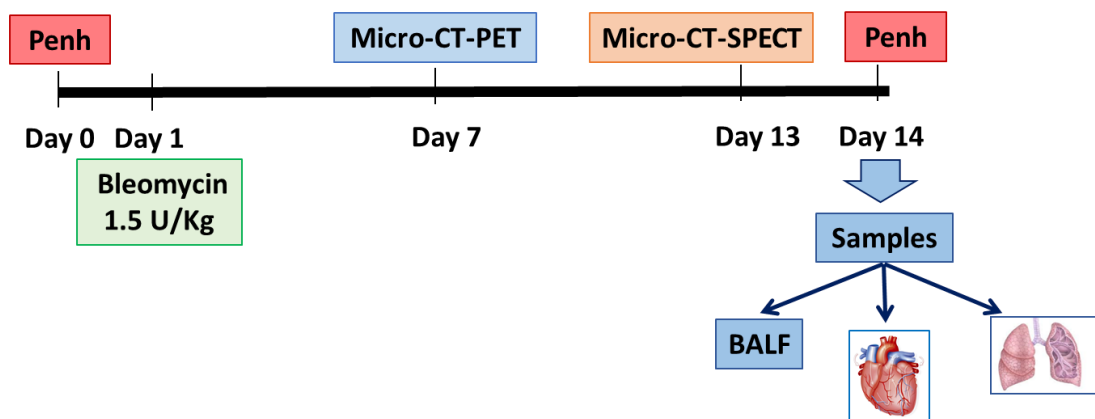 Penh
Micro-CT-PET
Micro-CT-SPECT
Penh
Day 0
Day 1
Day 7
Day 13
Day 14
Bleomycin
1.5 U/Kg
Samples
BALF